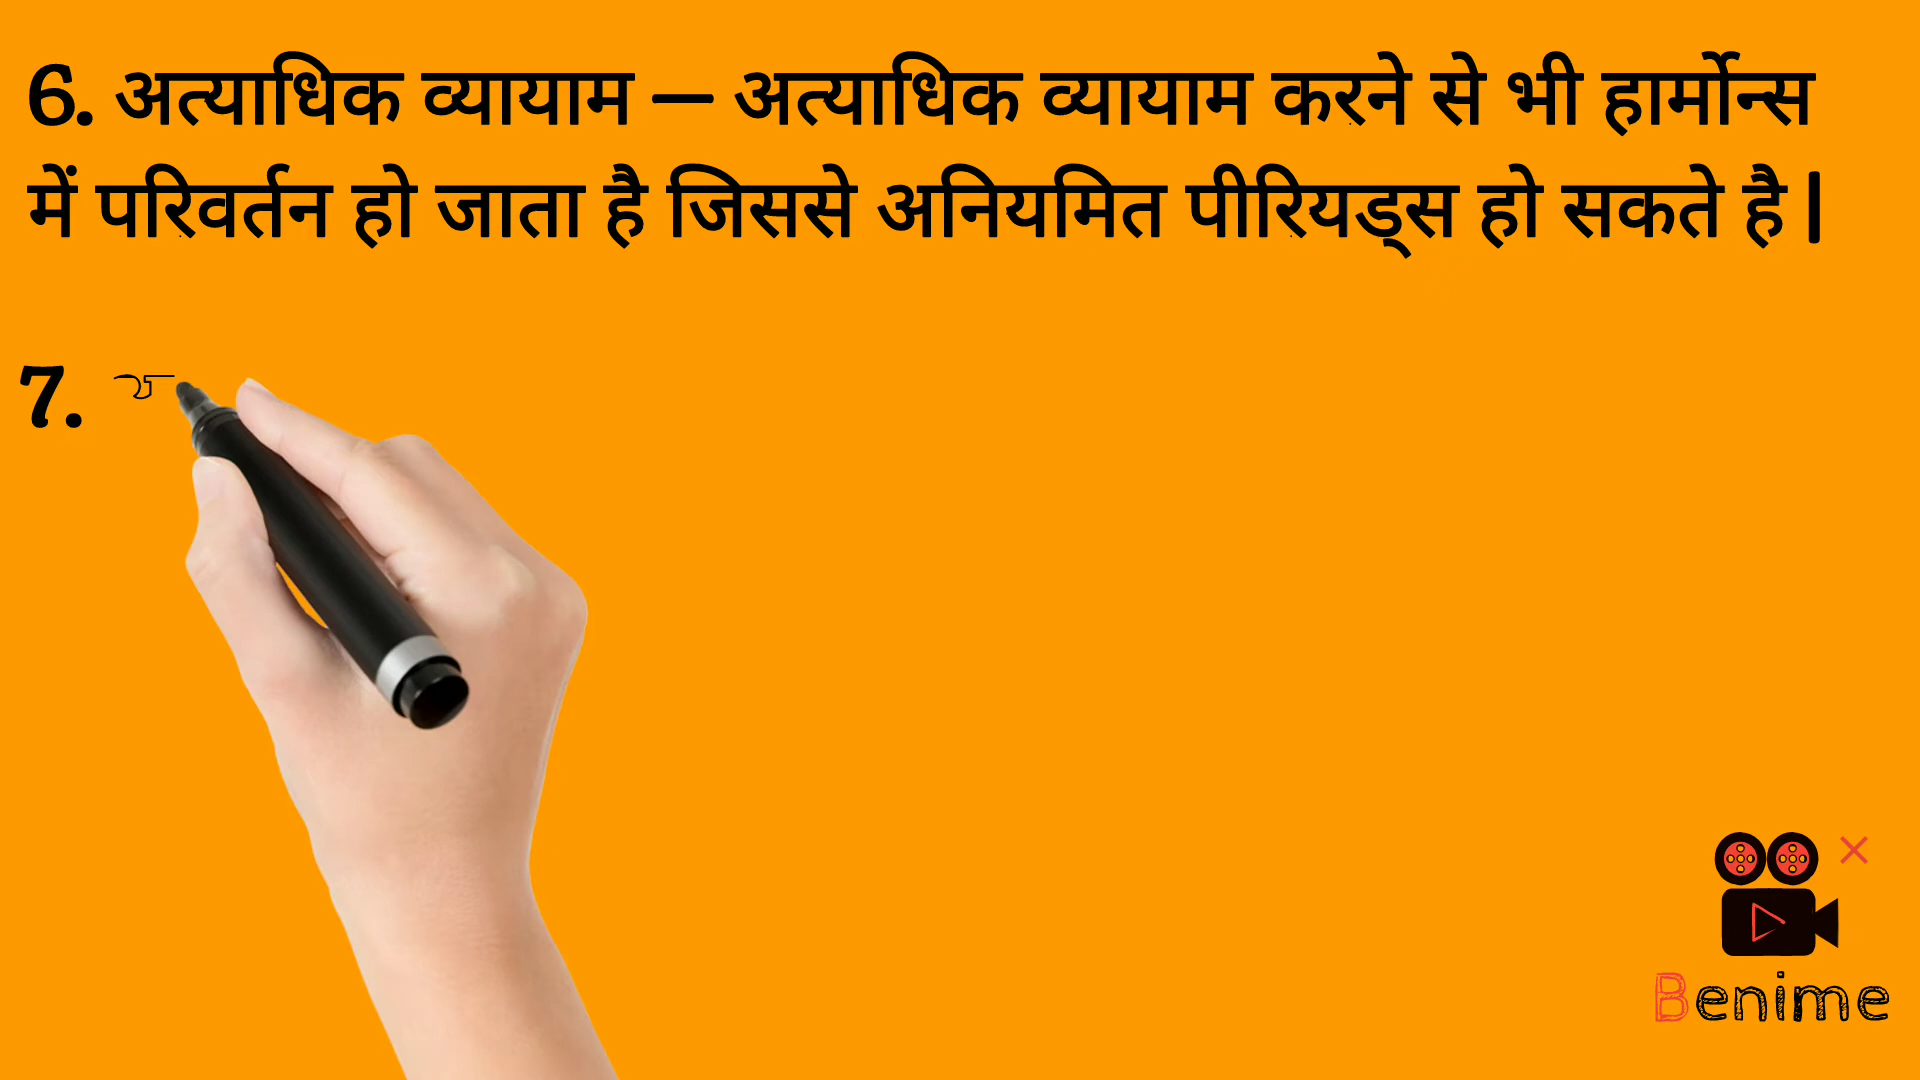 6. अत्याधिक व्यायाम — अत्याधिक व्यायाम करने से भी हार्मोन्स
में परिवर्तन हो जाता है जिससे अनियमित पीरियड्स हो सकते है |
7.
Benime